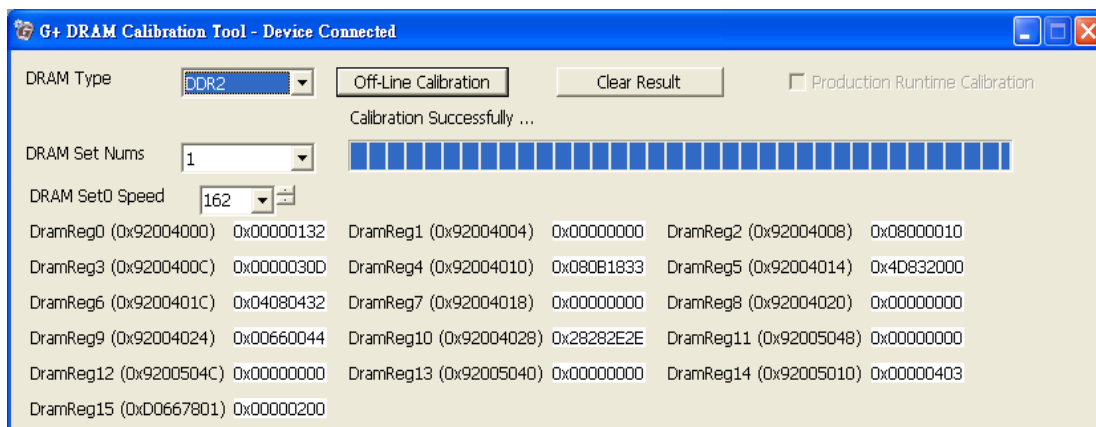 G+ DRAM Calibration Tool - Device Connected
DRAM Type DDR2 Off-Line Calibration Clear Result Production Runtime Calibration
Calibration Successfully ...
DRAM Set Nums 1
DRAM Set0 Speed 162
DramReg0 (0x92004000) 0x00000132 DramReg1 (0x92004004) 0x00000000 DramReg2 (0x92004008) 0x08000010
DramReg3 (0x9200400C) 0x0000030D DramReg4 (0x92004010) 0x080B1833 DramReg5 (0x92004014) 0x4D832000
DramReg6 (0x9200401C) 0x04080432 DramReg7 (0x92004018) 0x00000000 DramReg8 (0x92004020) 0x00000000
DramReg9 (0x92004024) 0x00660044 DramReg10 (0x92004028) 0x28282E2E DramReg11 (0x92005048) 0x00000000
DramReg12 (0x9200504C) 0x00000000 DramReg13 (0x92005040) 0x00000000 DramReg14 (0x92005010) 0x00000403
DramReg15 (0xD0667801) 0x00000200